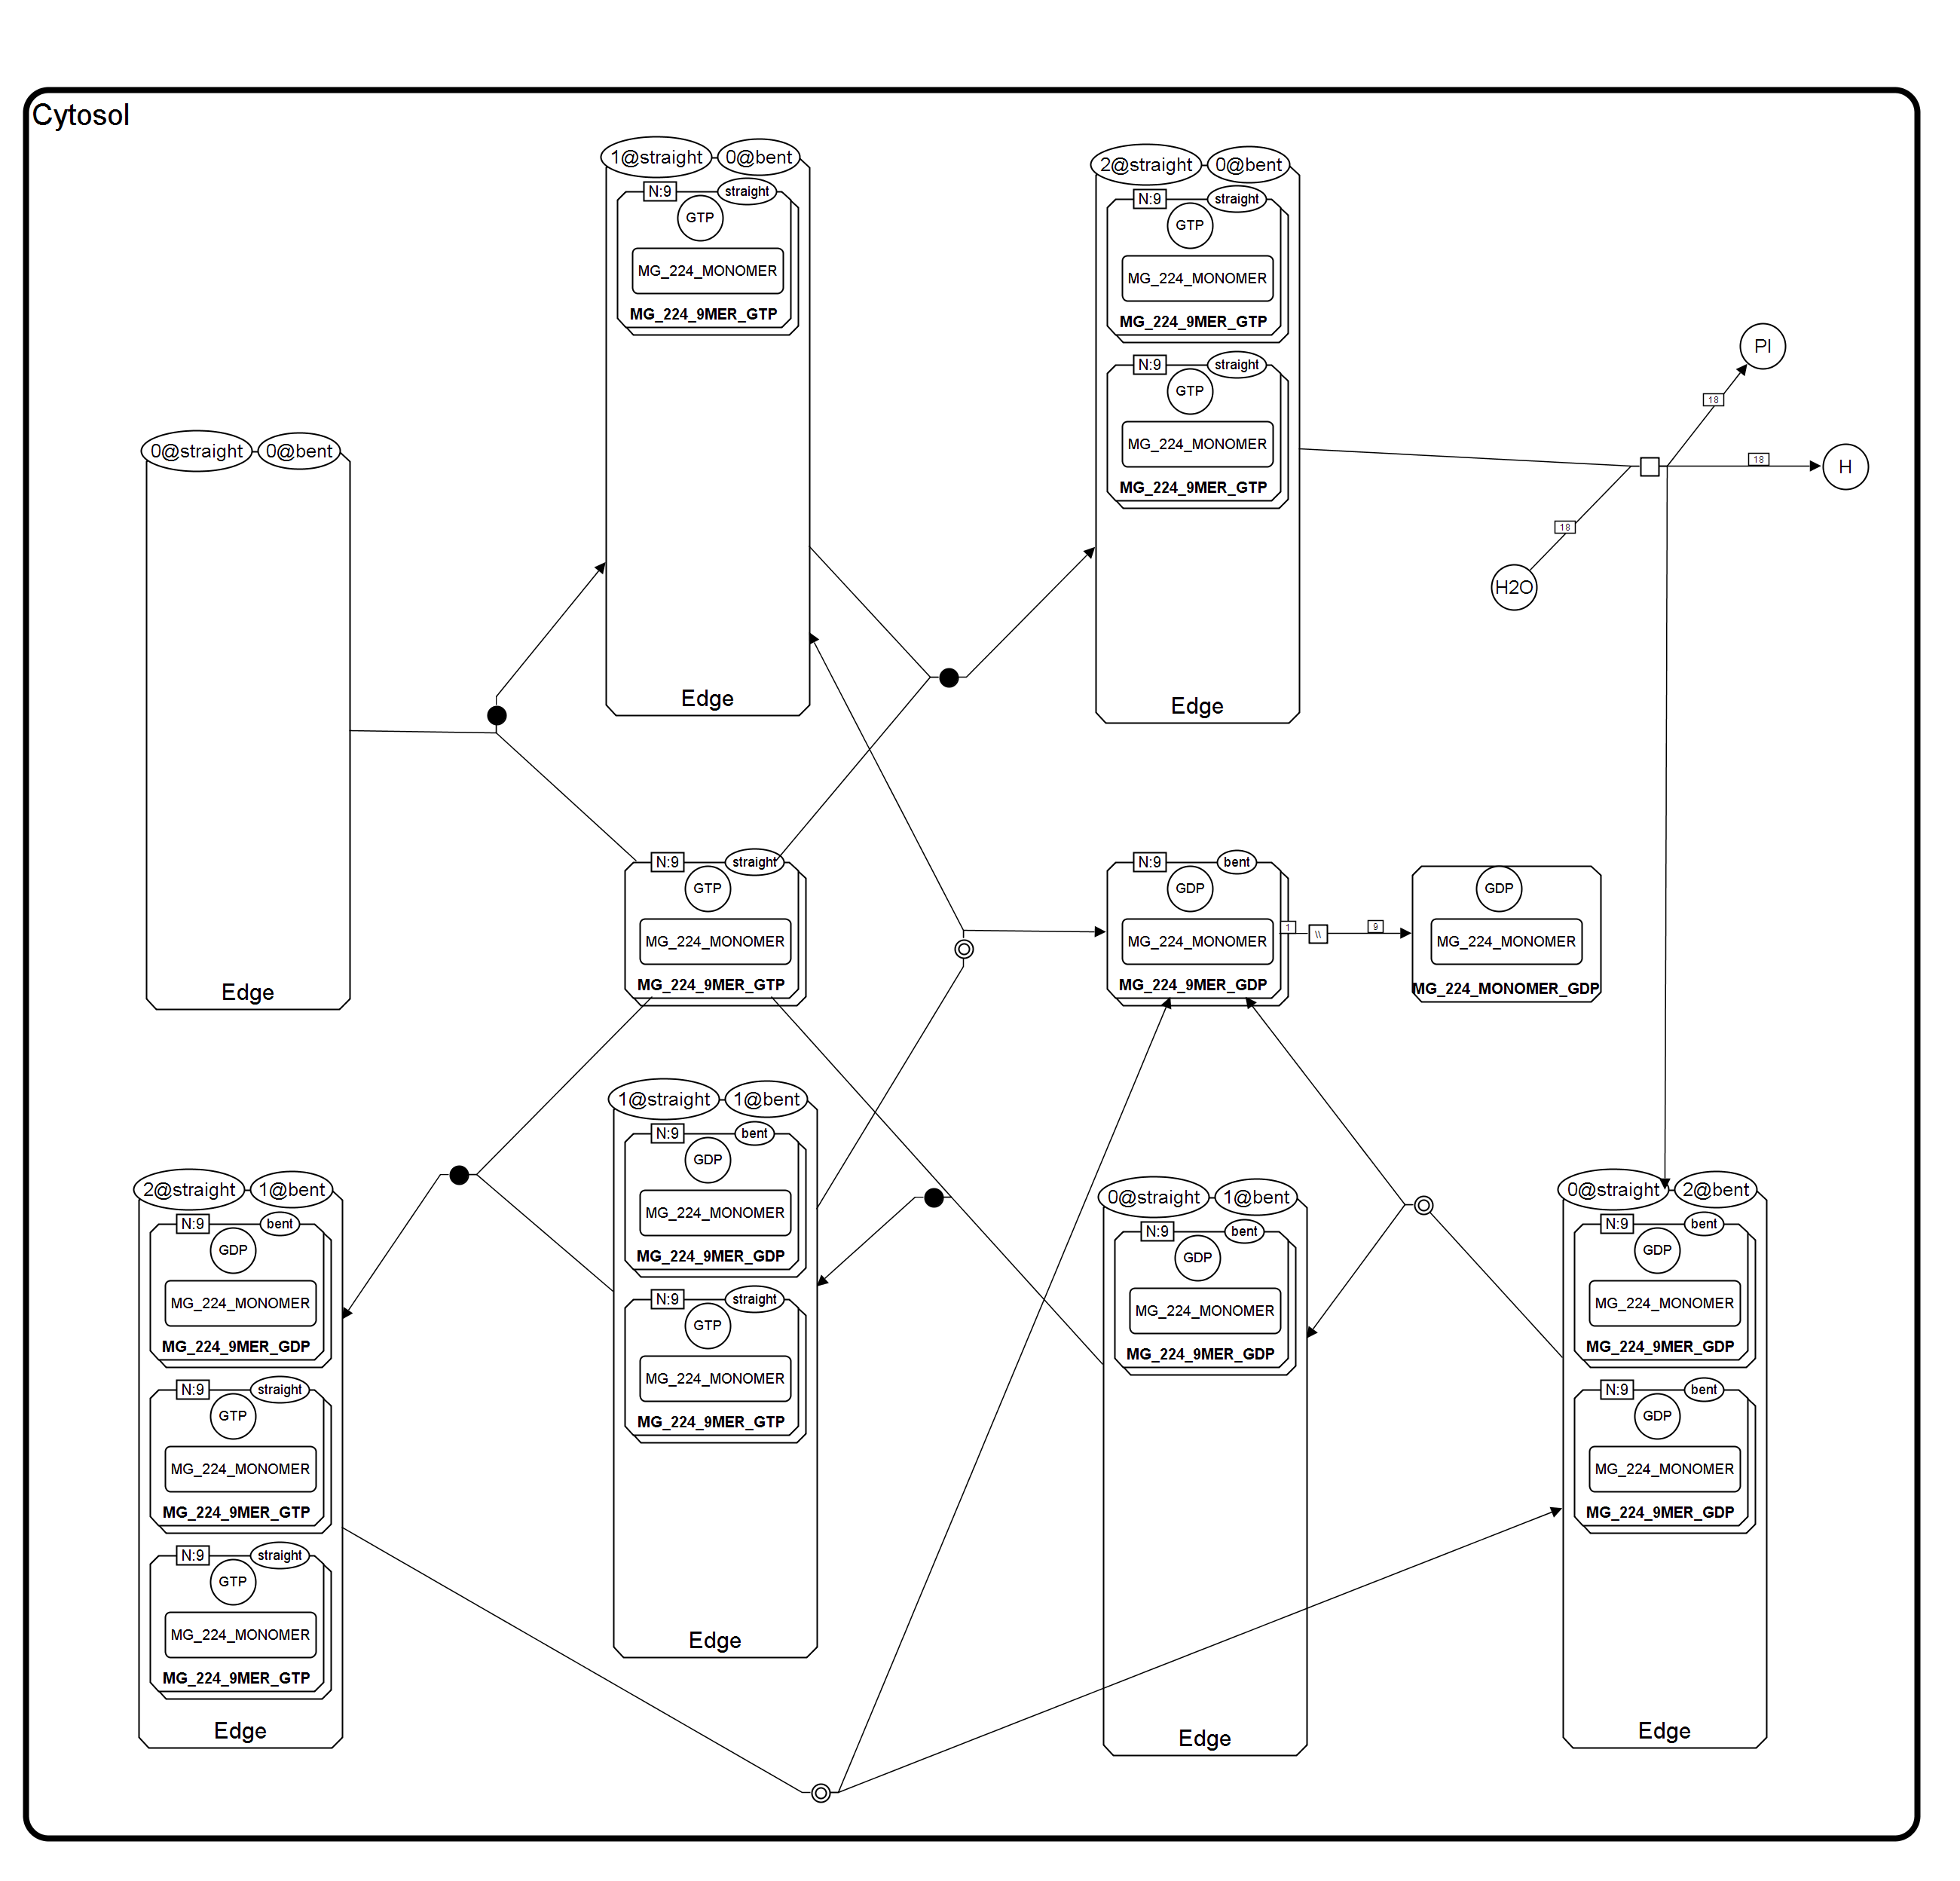 Cytosol
1@straight 0@bent
N:9 straight
GTP
MG_224_MONOMER
MG_224_9MER_GTP
Edge
2@straight 0@bent
N:9 straight
GTP
MG_224_MONOMER
MG_224_9MER_GTP
N:9 straight
GTP
MG_224_MONOMER
MG_224_9MER_GTP
Edge
PI
18
18
H
18
H2O
0@straight 0@bent
Edge
N:9 straight
GTP
MG_224_MONOMER
MG_224_9MER_GTP
N:9 bent
GDP
MG_224_MONOMER
MG_224_9MER_GDP
1
\\
9
GDP
MG_224_MONOMER
MG_224_MONOMER_GDP
2@straight 1@bent
N:9 bent
GDP
MG_224_MONOMER
MG_224_9MER_GDP
N:9 straight
GTP
MG_224_MONOMER
MG_224_9MER_GTP
N:9 straight
GTP
MG_224_MONOMER
MG_224_9MER_GTP
Edge
1@straight 1@bent
N:9 bent
GDP
MG_224_MONOMER
MG_224_9MER_GDP
N:9 straight
GTP
MG_224_MONOMER
MG_224_9MER_GTP
Edge
0@straight 1@bent
N:9 bent
GDP
MG_224_MONOMER
MG_224_9MER_GDP
Edge
0@straight 2@bent
N:9 bent
GDP
MG_224_MONOMER
MG_224_9MER_GDP
N:9 bent
GDP
MG_224_MONOMER
MG_224_9MER_GDP
Edge